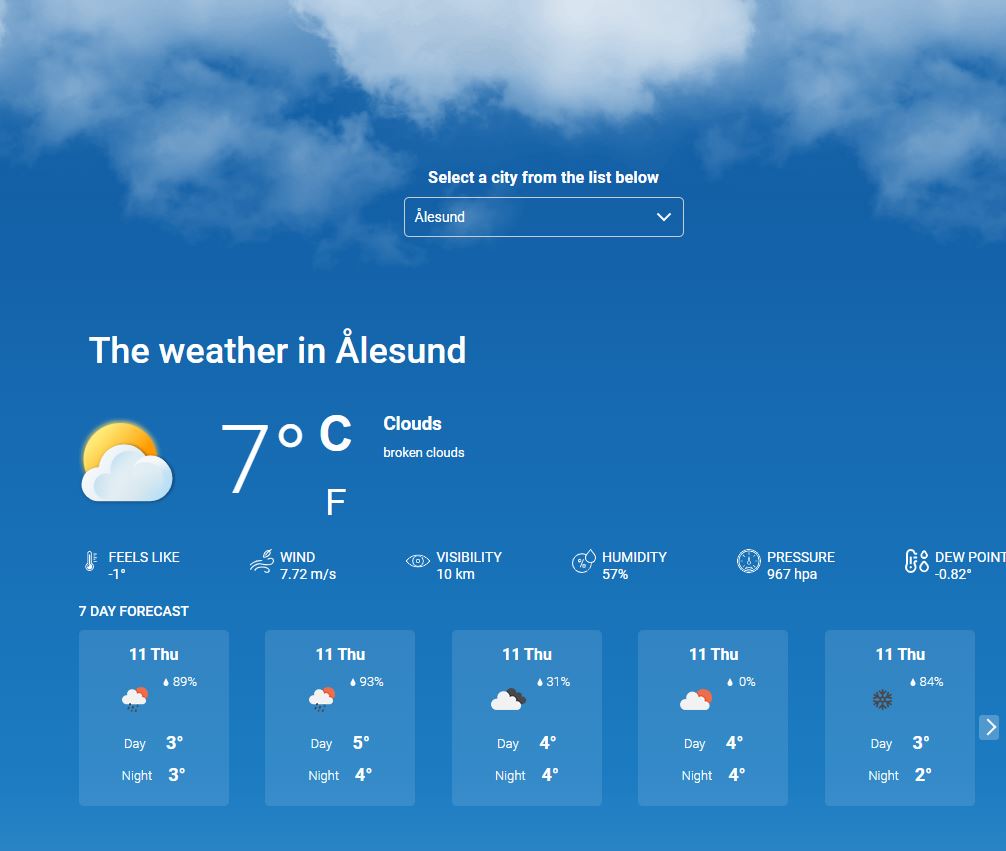 Select a city from the list below
Ålesund
The weather in Ålesund
7° C
F
Clouds
broken clouds
FEELS LIKE
-1°
WIND
7.72 m/s
VISIBILITY
10 km
HUMIDITY
57%
PRESSURE
967 hpa
DEW POINT
-0.82°
7 DAY FORECAST
11 Thu
89%
Day 3°
Night 3°
11 Thu
93%
Day 5°
Night 4°
11 Thu
31%
Day 4°
Night 4°
11 Thu
0%
Day 4°
Night 4°
11 Thu
84%
Day 3°
Night 2°